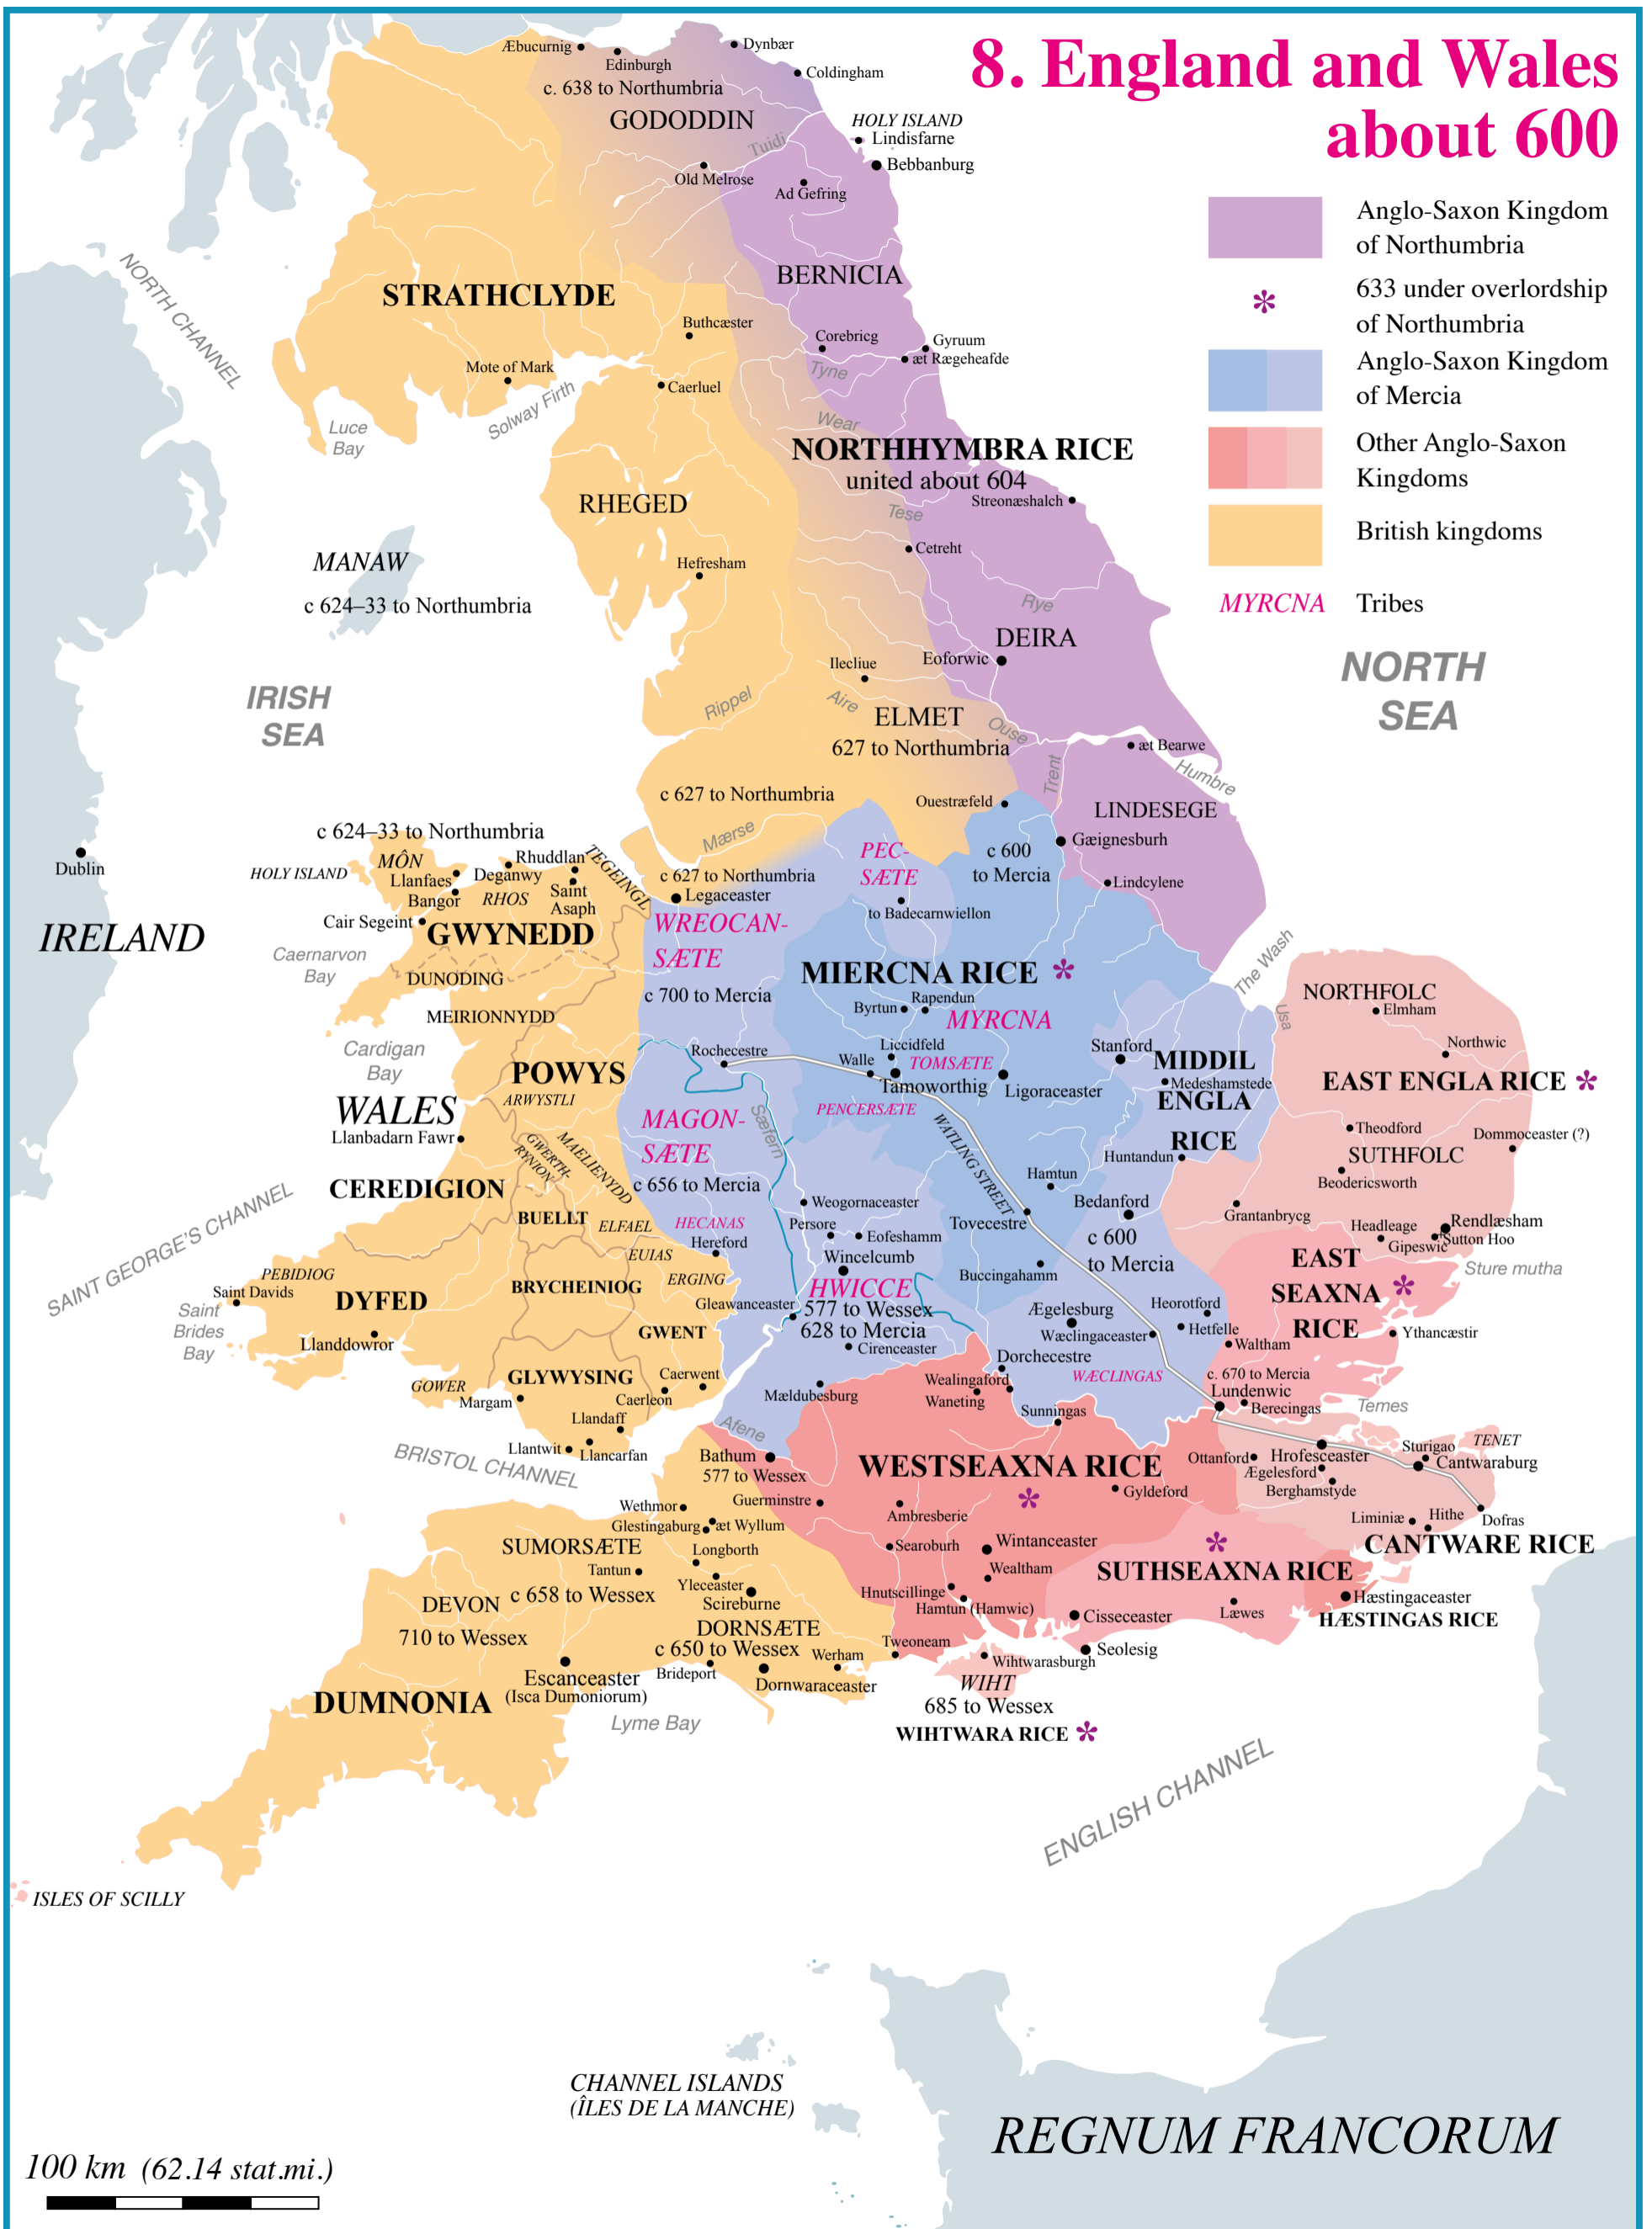 8. England and Wales
about 600
Anglo-Saxon Kingdom
of Northumbria
*
633 under overlordship
of Northumbria
Anglo-Saxon Kingdom
of Mercia
Other Anglo-Saxon
Kingdoms
British kingdoms
MYRCNA
Tribes
Æbucurnig
Edinburgh
Dynbær
Coldingham
c. 638 to Northumbria
GODODDIN
Tuidi
HOLY ISLAND
Lindisfarne
Bebbanburg
Old Melrose
Ad Gefring
NORTH CHANNEL
BERNICIA
STRATHCLYDE
Buthcæster
Corebricg
Gyruum
æt Rægeheafde
Tyne
Mote of Mark
Caerluel
Solway Firth
Luce
Bay
Wear
NORTHHYMBRA RICE
united about 604
Streonæshalch
RHEGED
Tese
Cetreht
MANAW
c 624–33 to Northumbria
Hefresham
Rye
DEIRA
Eoforwic
Ilecliue
NORTH
SEA
IRISH
SEA
Rippel
Aire
ELMET
627 to Northumbria
Ouse
æt Bearwe
Humbre
Trent
c 627 to Northumbria
Ouestræfeld
LINDESEGE
Mærse
Gæignesburh
c 624–33 to Northumbria
MÔN
HOLY ISLAND
Llanfaes
Bangor
Deganwy
Rhuddlan
RHOS
Saint
Asaph
TEGEINGL
Cair Segeint
GWYNEDD
Caernarvon
Bay
DUNODING
MEIRIONNYDD
Dublin
IRELAND
c 627 to Northumbria
Legaceaster
PEC-
SÆTE
c 600
to Mercia
Lindcylene
to Badecarnwiellon
WREOCAN-
SÆTE
c 700 to Mercia
MIERCNA RICE *
Byrtun
Rapendun
MYRCNA
The Wash
Usa
NORTHFOLC
Elmham
Northwic
Cardigan
Bay
POWYS
ARWYSTLI
WALES
Llanbadarn Fawr
Rochecestre
Walle
Liccidfeld
TOMSÆTE
Tamoworthig
Ligoraceaster
Stanford
MIDDIL
Medeshamstede
ENGLA
RICE
EAST ENGLA RICE *
PENCERSÆTE
MAGON-
SÆTE
c 656 to Mercia
Sæfern
WATLING STREET
Theodford
Dommoceaster (?)
SUTHFOLC
Beodericsworth
Huntandun
Hamtun
GWERTH-
RYNION
MAELIENYDD
CEREDIGION
BUELLT
ELFAEL
HECANAS
Hereford
EUIAS
Weogornaceaster
Persore
Eofeshamm
Wincelcumb
Tovecestre
Bedanford
c 600
to Mercia
Grantanbrycg
Headleage
Gipeswic
Rendlæsham
Sutton Hoo
Sture mutha
SAINT GEORGE'S CHANNEL
PEBIDIOG
Saint Davids
Saint
Brides
Bay
DYFED
Llanddowror
BRYCHEINIOG
ERGING
Gleawanceaster
HWICCE
577 to Wessex
628 to Mercia
Cirenceaster
Buccingahamm
Ægelesburg
Wæclingaceaster
Heorotford
Hetfelle
Waltham
EAST
SEAXNA *
RICE
Ythancæstir
GWENT
GLYWYSING
GOWER
Margam
Caerwent
Caerleon
Llandaff
Llantwit
Llancarfan
Mældubesburg
Dorchecestre
Wealingaford
Waneting
Sunningas
WÆCLINGAS
c. 670 to Mercia
Lundenwic
Berecingas
Temes
BRISTOL CHANNEL
Afene
Bathum
577 to Wessex
WESTSEAXNA RICE
*
Guerminstre
Ambresberie
Gyldeford
Ottanford
Hrofesceaster
Ægelesford
Berghamstyde
Sturigao
TENET
Cantwaraburg
Wethmor
Glestingaburg
æt Wyllum
SUMORSÆTE
Longborth
Tantun
c 658 to Wessex
Yleceaster
Scireburne
Searoburh
Wintanceaster
Wealtham
Hnutscillinge
Hamtun (Hamwic)
*
SUTHSEAXNA RICE
Liminiæ
Hithe
Dofras
CANTWARE RICE
Hæstingaceaster
HÆSTINGAS RICE
Cisseceaster
Læwes
Seolesig
DEVON
710 to Wessex
DORNSÆTE
c 650 to Wessex
Werham
Tweoneam
Brideport
Dornwaraceaster
Escanceaster
(Isca Dumoniorum)
DUMNONIA
Lyme Bay
Wihtwarasburgh
WIHT
685 to Wessex
WIHTWARA RICE *
ENGLISH CHANNEL
ISLES OF SCILLY
CHANNEL ISLANDS
(ÎLES DE LA MANCHE)
REGNUM FRANCORUM
100 km (62.14 stat.mi.)